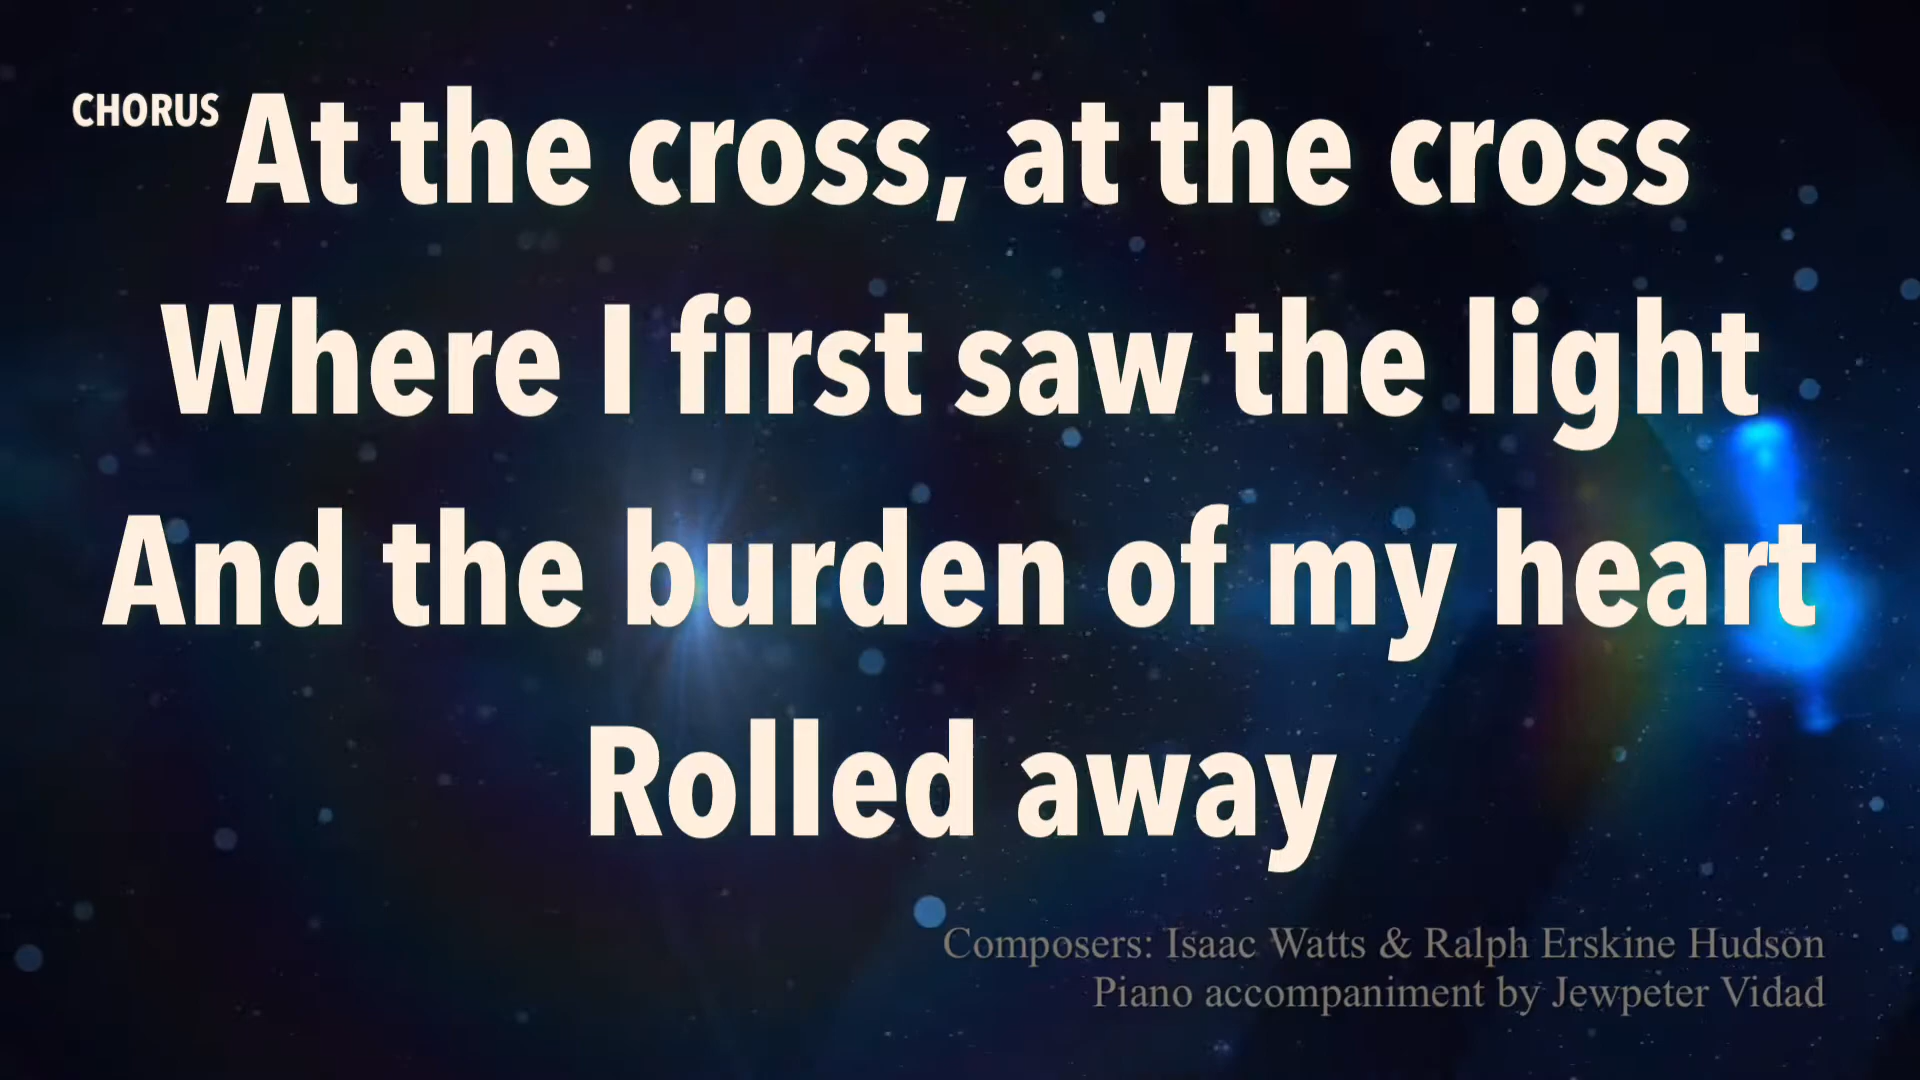 CHORUS At the cross, at the cross
Where I first saw the light
And the burden of my heart
Rolled away
Composers: Isaac Watts & Ralph Erskine Hudson
Piano accompaniment by Jewpeter Vidad